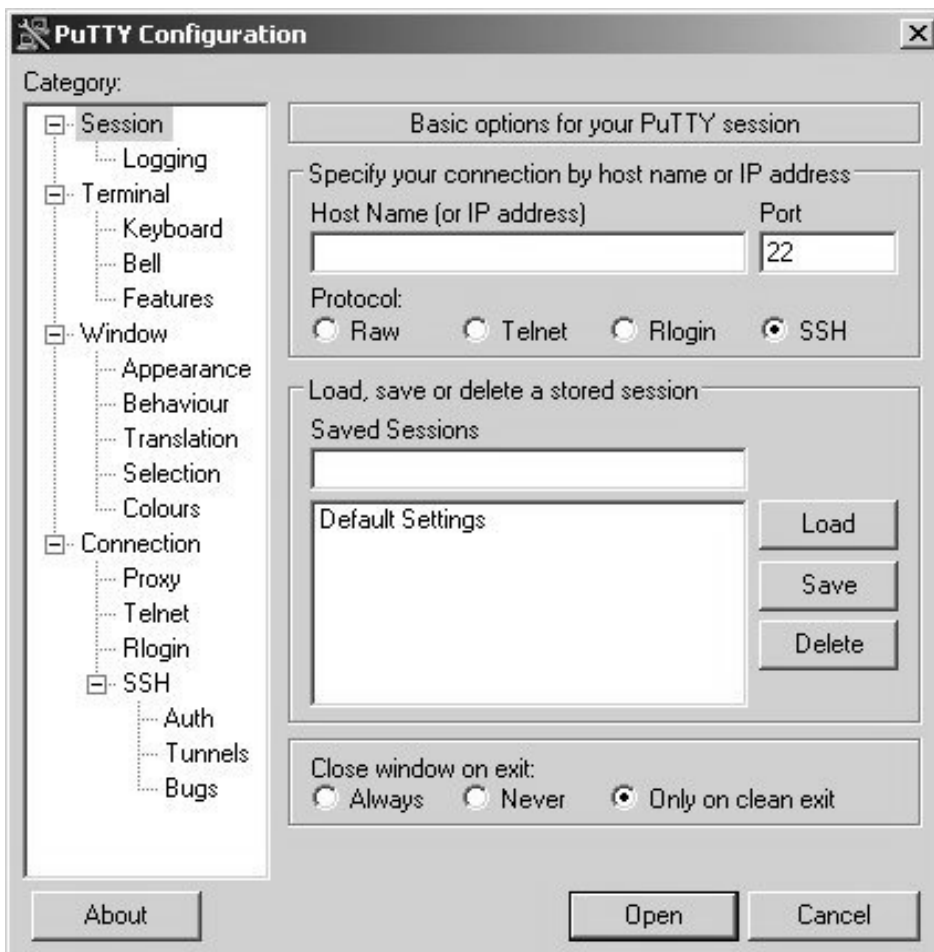 PuTTY Configuration
Category:
Session
Logging
Terminal
Keyboard
Bell
Features
Window
Appearance
Behaviour
Translation
Selection
Colours
Connection
Proxy
Telnet
Rlogin
SSH
Auth
Tunnels
Bugs
Basic options for your PuTTY session
Specify your connection by host name or IP address
Host Name (or IP address) Port
22
Protocol:
Raw Telnet Rlogin SSH
Load, save or delete a stored session
Saved Sessions
Default Settings
Load
Save
Delete
Close window on exit:
Always Never Only on clean exit
About Open Cancel